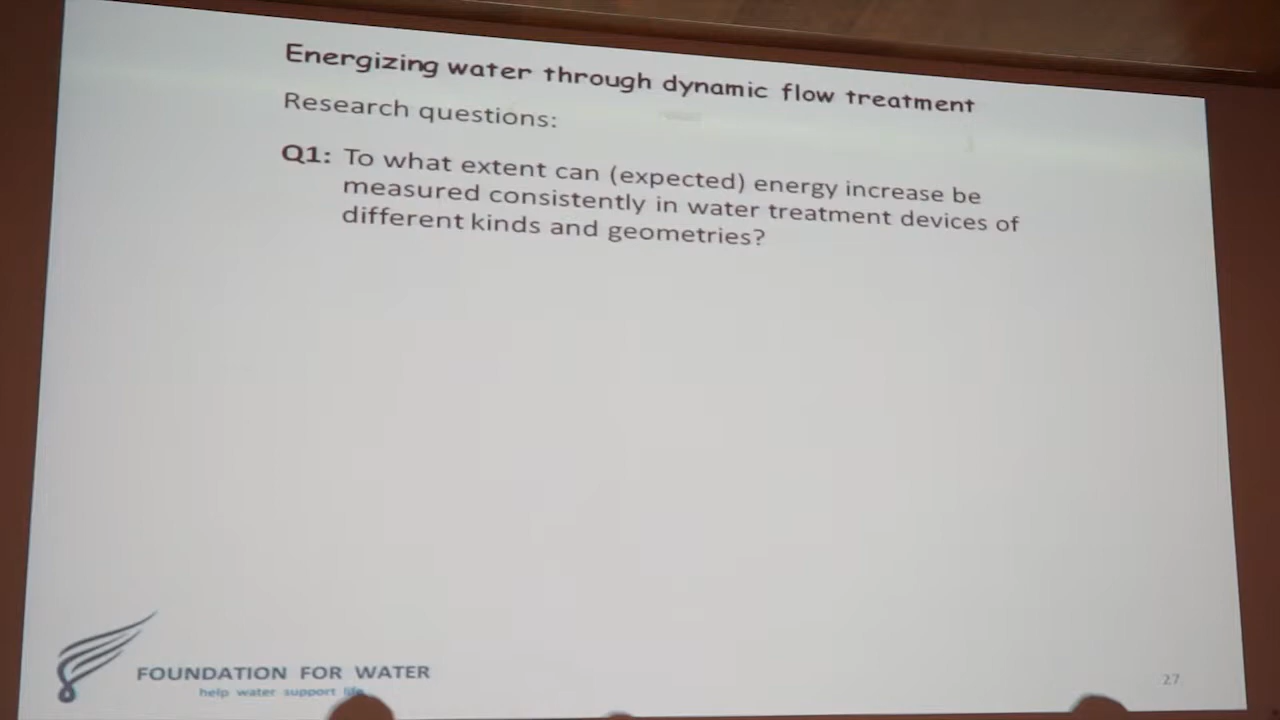 Energizing water through dynamic flow treatment
Research questions:
Q1: To what extent can (expected) energy increase be
measured consistently in water treatment devices of
different kinds and geometries?
FOUNDATION FOR WATER
help water support life
27